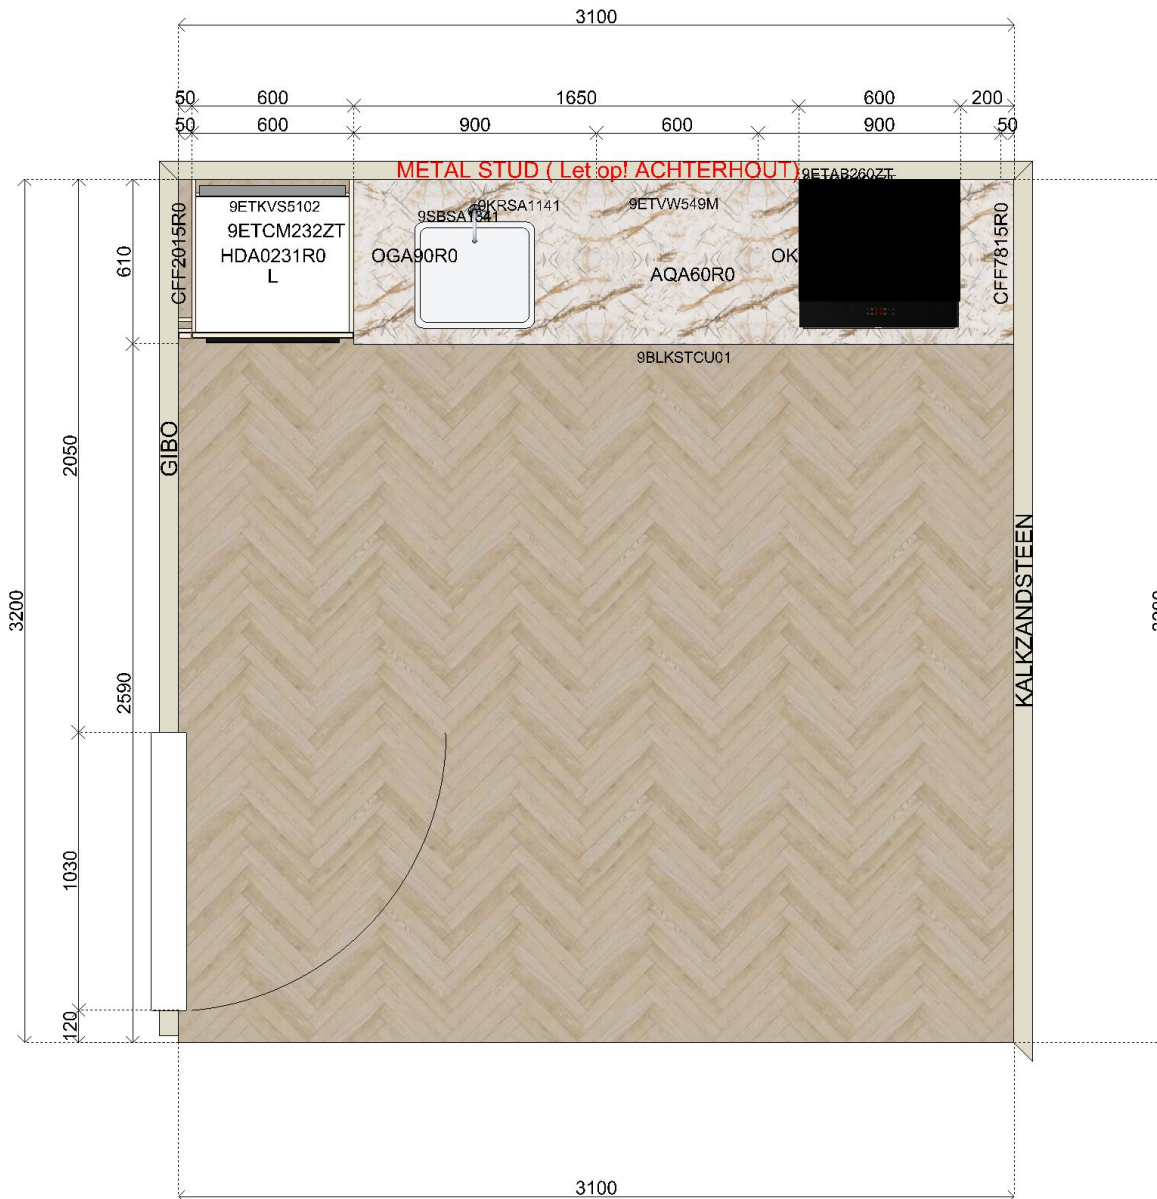 3100
50 600 1650 600 200
50 600 900 600 900 50
METAL STUD ( Let op! ACHTERHOUT)
9ETAB260ZT
9ETKVS5102
9ETCM232ZT
HDA0231R0
L
CFF2015R0
9KRSA1141
9SBSA1341
OGA90R0
9ETVW549M
AQA60R0
OK
CFF7815R0
9BLKSTCU01
610
GIBO
2050
KALKZANDSTEEN
3200
2590
1030
120
3100